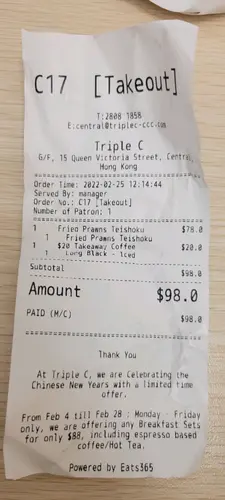 C17 [Takeout]
T:2808 1858
E:central@triplec-ccc.com
Triple C
G/F, 15 Queen Victoria Street, Central,
Hong Kong
Order Time: 2022-02-25 12:14:44
Served By: manager
Order No.: C17 [Takeout]
Number of Patron: 1
1 Fried Prawns Teishoku $78.0
1 Fried Prawns Teishoku
1 $20 Takeaway Coffee $20.0
1 Long Black - Iced
Subtotal $98.0
Amount $98.0
PAID (M/C) $98.0
Thank You
At Triple C, we are Celebrating the
Chinese New Years with a limited time
offer.
From Feb 4 till Feb 28 : Monday - Friday
only, we are offering any Breakfast Sets
for only $88, including espresso based
coffee/Hot Tea.
Powered by Eats365